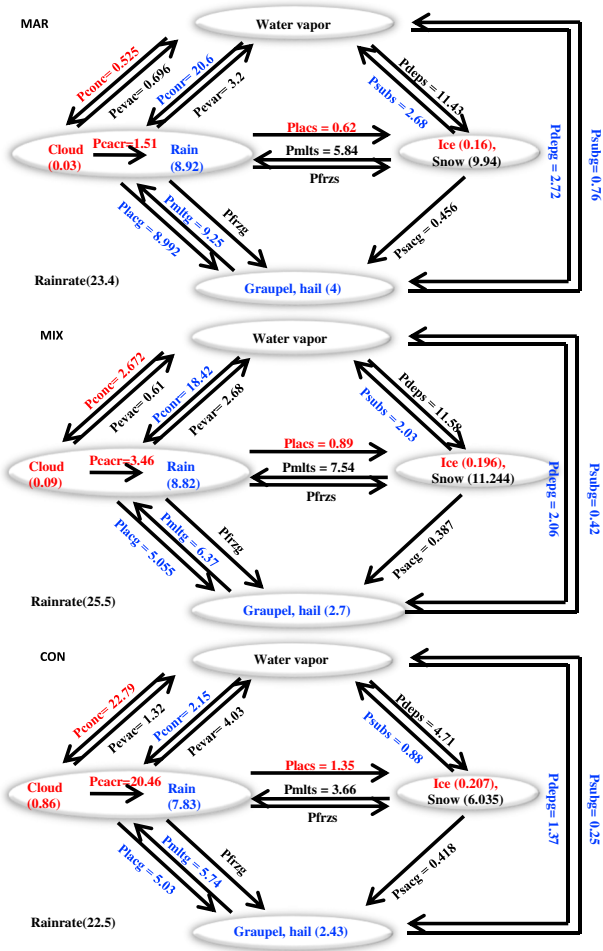 MAR
Water vapor
Pconc= 0.525
Pevac= 0.696
Pconr= 20.6
Pevar= 3.2
Pdeps= 11.43
Psubs= 2.68
Cloud
(0.03)
Pcacr=1.51
Rain
(8.92)
Placs = 0.62
Pmlts = 5.84
Pfrzs
Ice (0.16),
Snow (9.94)
Pdepg = 2.72
Psubg= 0.76
Placg= 8.992
Pmltg = 9.25
Pfrzg
Psacg = 0.456
Rainrate(23.4)
Graupel, hail (4)
MIX
Water vapor
Pconc= 2.672
Pevac= 0.61
Pconr= 18.42
Pevar= 2.68
Pdeps= 11.58
Psubs= 2.03
Cloud
(0.09)
Pcacr=3.46
Rain
(8.82)
Placs = 0.89
Pmlts = 7.54
Pfrzs
Ice (0.196),
Snow (11.244)
Pdepg = 2.06
Psubg= 0.42
Placg= 5.055
Pmltg = 6.37
Pfrzg
Psacg = 0.387
Rainrate(25.5)
Graupel, hail (2.7)
CON
Water vapor
Pconc= 22.79
Pevac= 1.32
Pconr= 2.15
Pevar= 4.03
Pdeps= 4.71
Psubs= 0.88
Cloud
(0.86)
Pcacr=20.46
Rain
(7.83)
Placs = 1.35
Pmlts = 3.66
Pfrzs
Ice (0.207),
Snow (6.035)
Pdepg= 1.37
Psubg= 0.25
Placg= 5.03
Pmltg = 5.74
Pfrzg
Psacg = 0.418
Rainrate(22.5)
Graupel, hail (2.43)